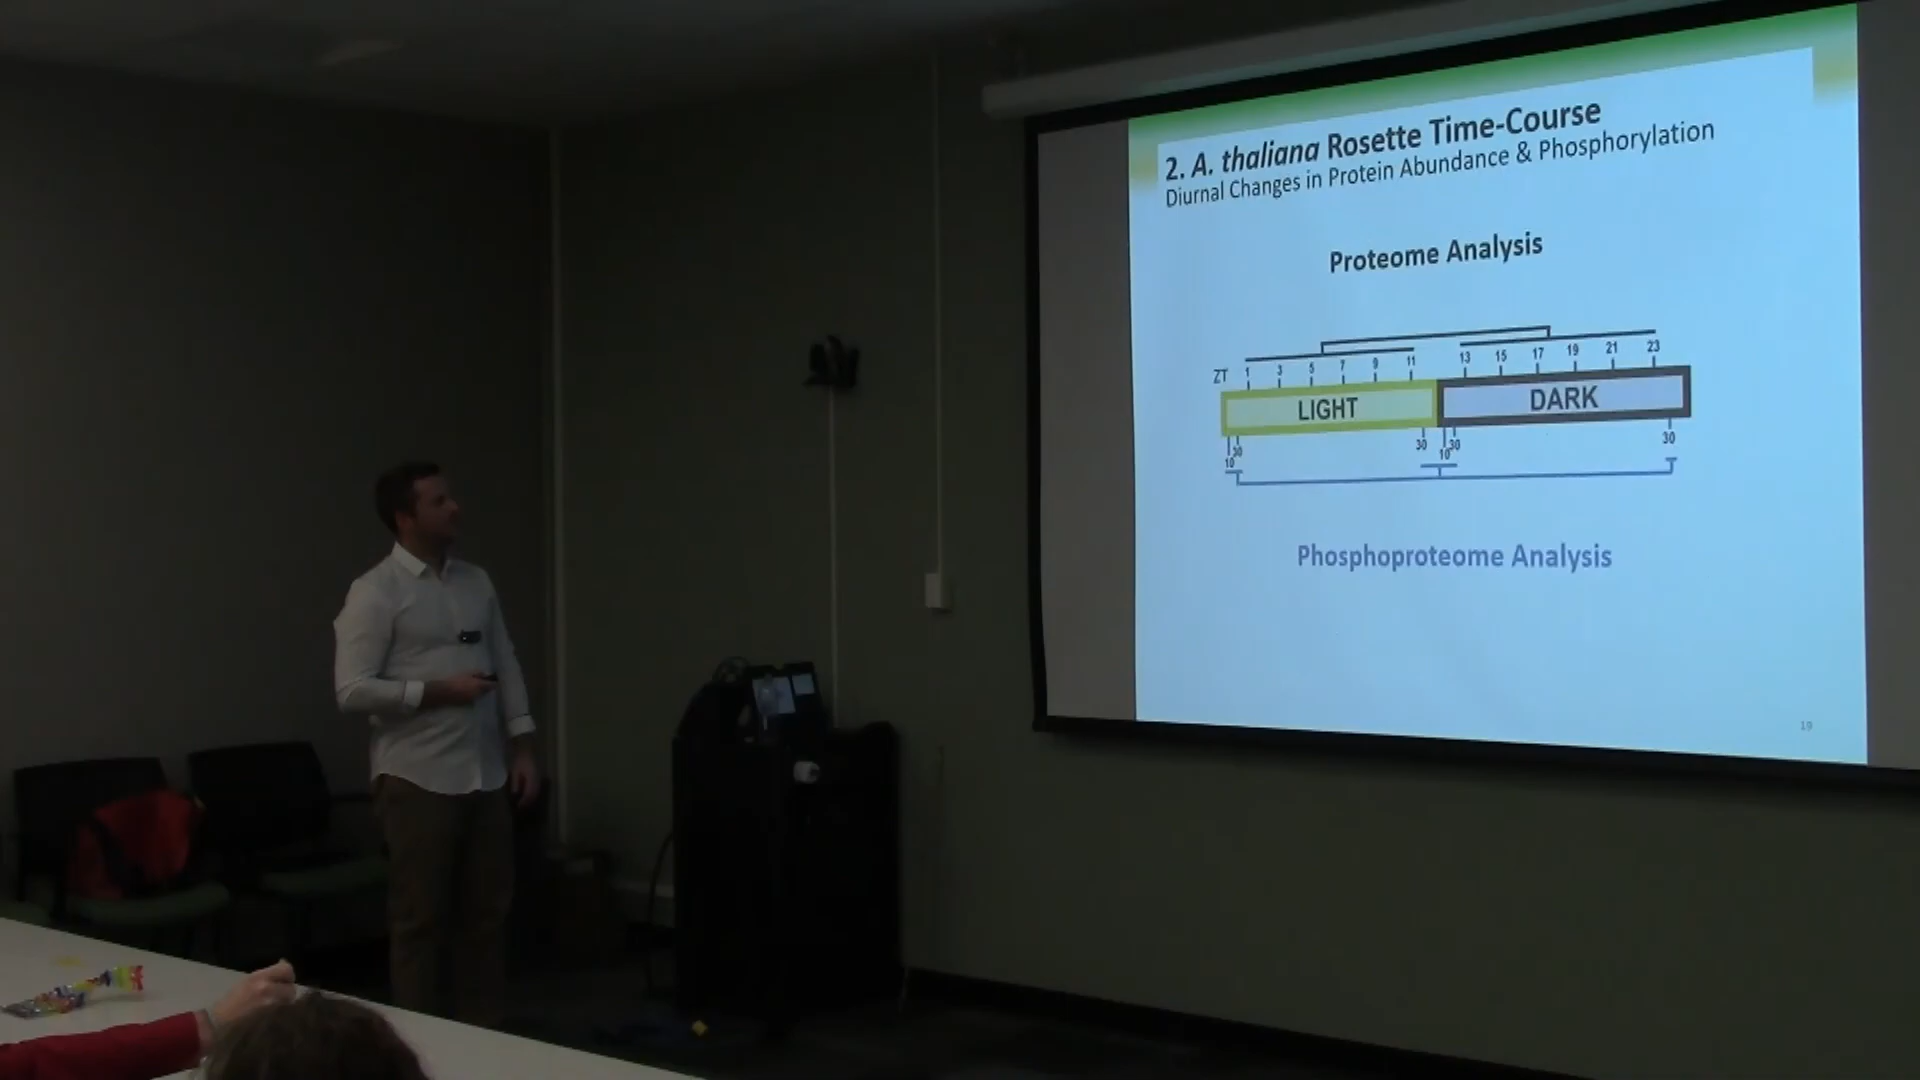 2. A. thaliana Rosette Time-Course
Diurnal Changes in Protein Abundance & Phosphorylation
Proteome Analysis
ZT 1 3 5 7 9 11 13 15 17 19 21 23
LIGHT DARK
10 30 30 10 30 30
Phosphoproteome Analysis
19